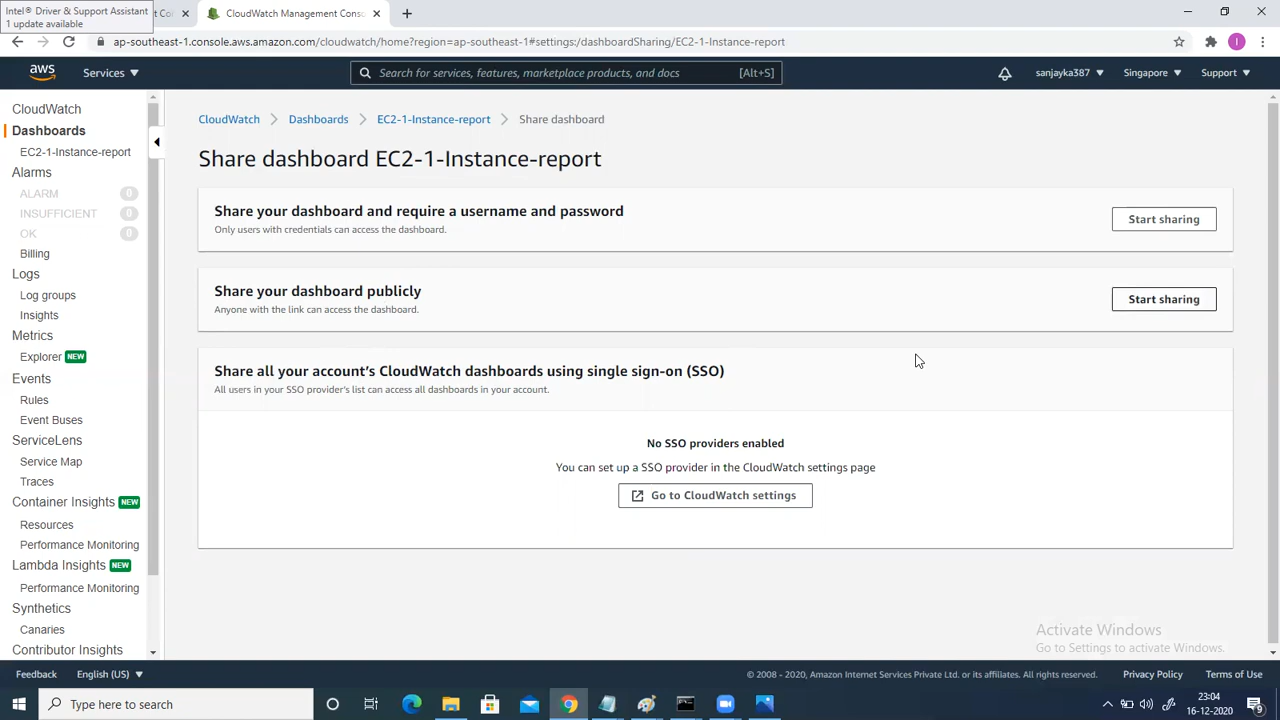 Intel® Driver & Support Assistant
1 update available
CloudWatch Management Conso
ap-southeast-1.console.aws.amazon.com/cloudwatch/home?region=ap-southeast-1#settings:/dashboardSharing/EC2-1-Instance-report
aws
Services
Search for services, features, marketplace products, and docs
[Alt+S]
sanjayka387
Singapore
Support
CloudWatch
Dashboards
EC2-1-Instance-report
Alarms
ALARM 0
INSUFFICIENT 0
OK 0
Billing
Logs
Log groups
Insights
Metrics
Explorer NEW
Events
Rules
Event Buses
ServiceLens
Service Map
Traces
Container Insights NEW
Resources
Performance Monitoring
Lambda Insights NEW
Performance Monitoring
Synthetics
Canaries
Contributor Insights
CloudWatch
Dashboards
EC2-1-Instance-report
Share dashboard
Share dashboard EC2-1-Instance-report
Share your dashboard and require a username and password
Only users with credentials can access the dashboard.
Start sharing
Share your dashboard publicly
Anyone with the link can access the dashboard.
Start sharing
Share all your account's CloudWatch dashboards using single sign-on (SSO)
All users in your SSO provider's list can access all dashboards in your account.
No SSO providers enabled
You can set up a SSO provider in the CloudWatch settings page
Go to CloudWatch settings
Activate Windows
Go to Settings to activate Windows.
Feedback
English (US)
© 2008 - 2020, Amazon Internet Services Private Ltd. or its affiliates. All rights reserved.
Privacy Policy
Terms of Use
Type here to search
23:04
16-12-2020